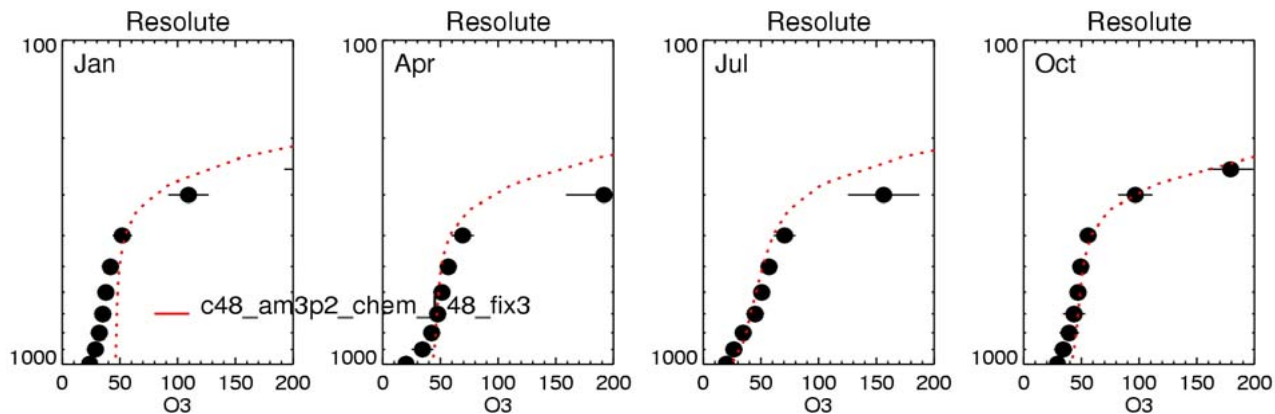 Resolute Resolute Resolute Resolute
100 100 100 100
Jan Apr Jul Oct
c48_am3p2_chem_ 48_fix3
1000 1000 1000 1000
0 50 100 150 200 0 50 100 150 200 0 50 100 150 200 0 50 100 150 200
O3 O3 O3 O3